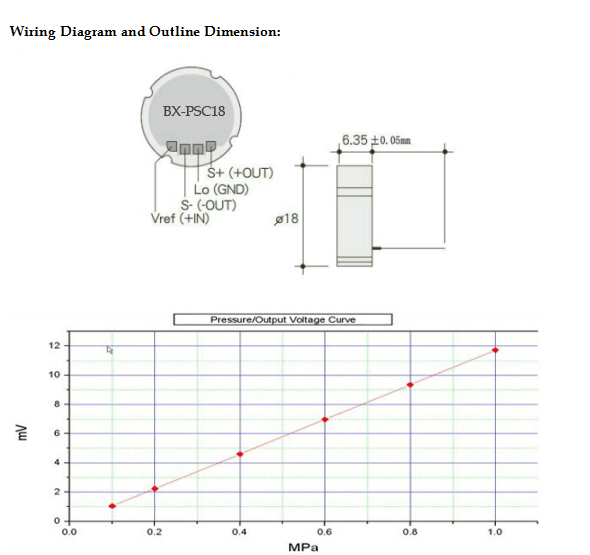 Wiring Diagram and Outline Dimension:
BX-PSC18
S+ (+OUT)
Lo (GND)
S- (-OUT)
Vref (+IN)
6.35 ±0.05mm
ø18
Pressure/Output Voltage Curve
12
10
8
6
4
2
0
mV
0.0 0.2 0.4 0.6 0.8 1.0
MPa